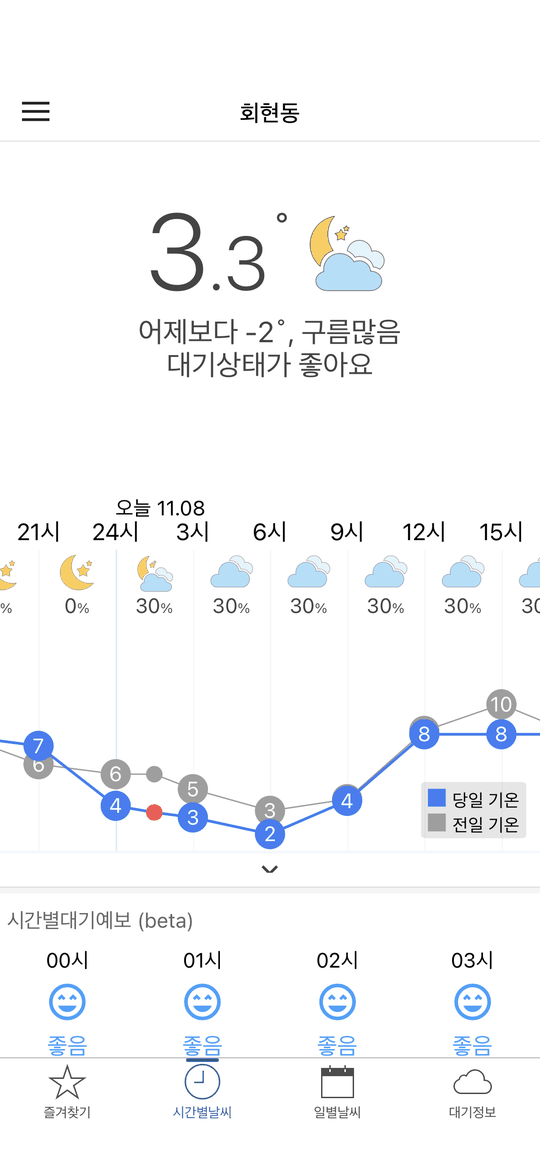 회현동
3.3°
어제보다 -2°, 구름많음
대기상태가 좋아요
오늘 11.08
21시 24시 3시 6시 9시 12시 15시
% 0% 30% 30% 30% 30% 30% 30
10
7 8 8
6 6 5
4 3 3 4
2
당일 기온
전일 기온
시간별대기예보 (beta)
00시 01시 02시 03시
좋음 좋음 좋음 좋음
즐겨찾기 시간별날씨 일별날씨 대기정보